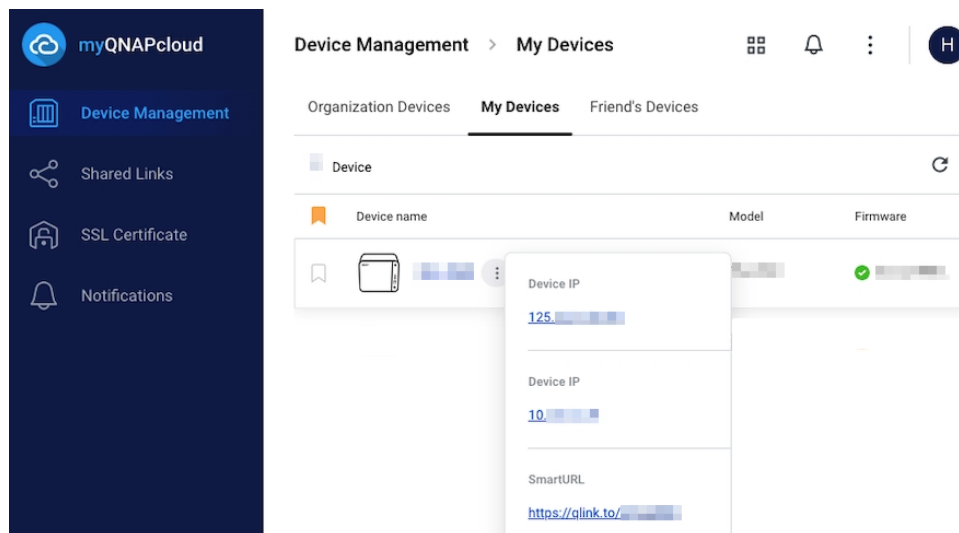 myQNAPcloud
Device Management > My Devices
H
Device Management
Shared Links
SSL Certificate
Notifications
Organization Devices My Devices Friend's Devices
Device
Device name Model Firmware
Device IP
125.
Device IP
10.
SmartURL
https://qlink.to/